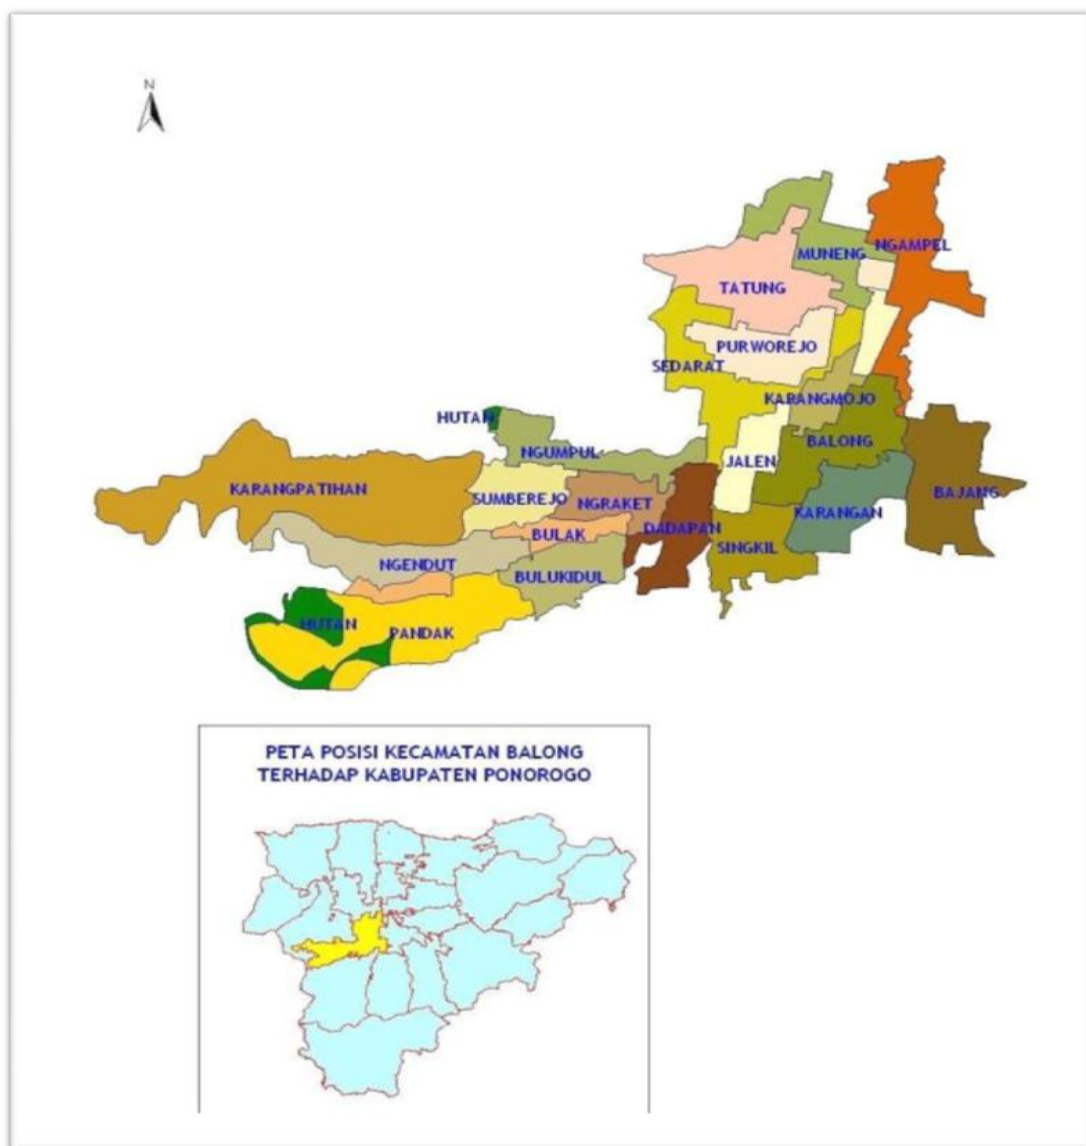 N
NGAMPEL
MUNENG
TATUNG
PURWOREJO
SEDARAT
KARANGMOJO
HUTAN
BALONG
NGUMPUL
JALEN
KARANGPATIHAN
SUMBEREJO
NGRAKET
BAJANG
KARANGAN
DADAPAN
BULAK
SINGKIL
NGENDUT
BULUKIDUL
HUTAN
PANDAK
PETA POSISI KECAMATAN BALONG
TERHADAP KABUPATEN PONOROGO